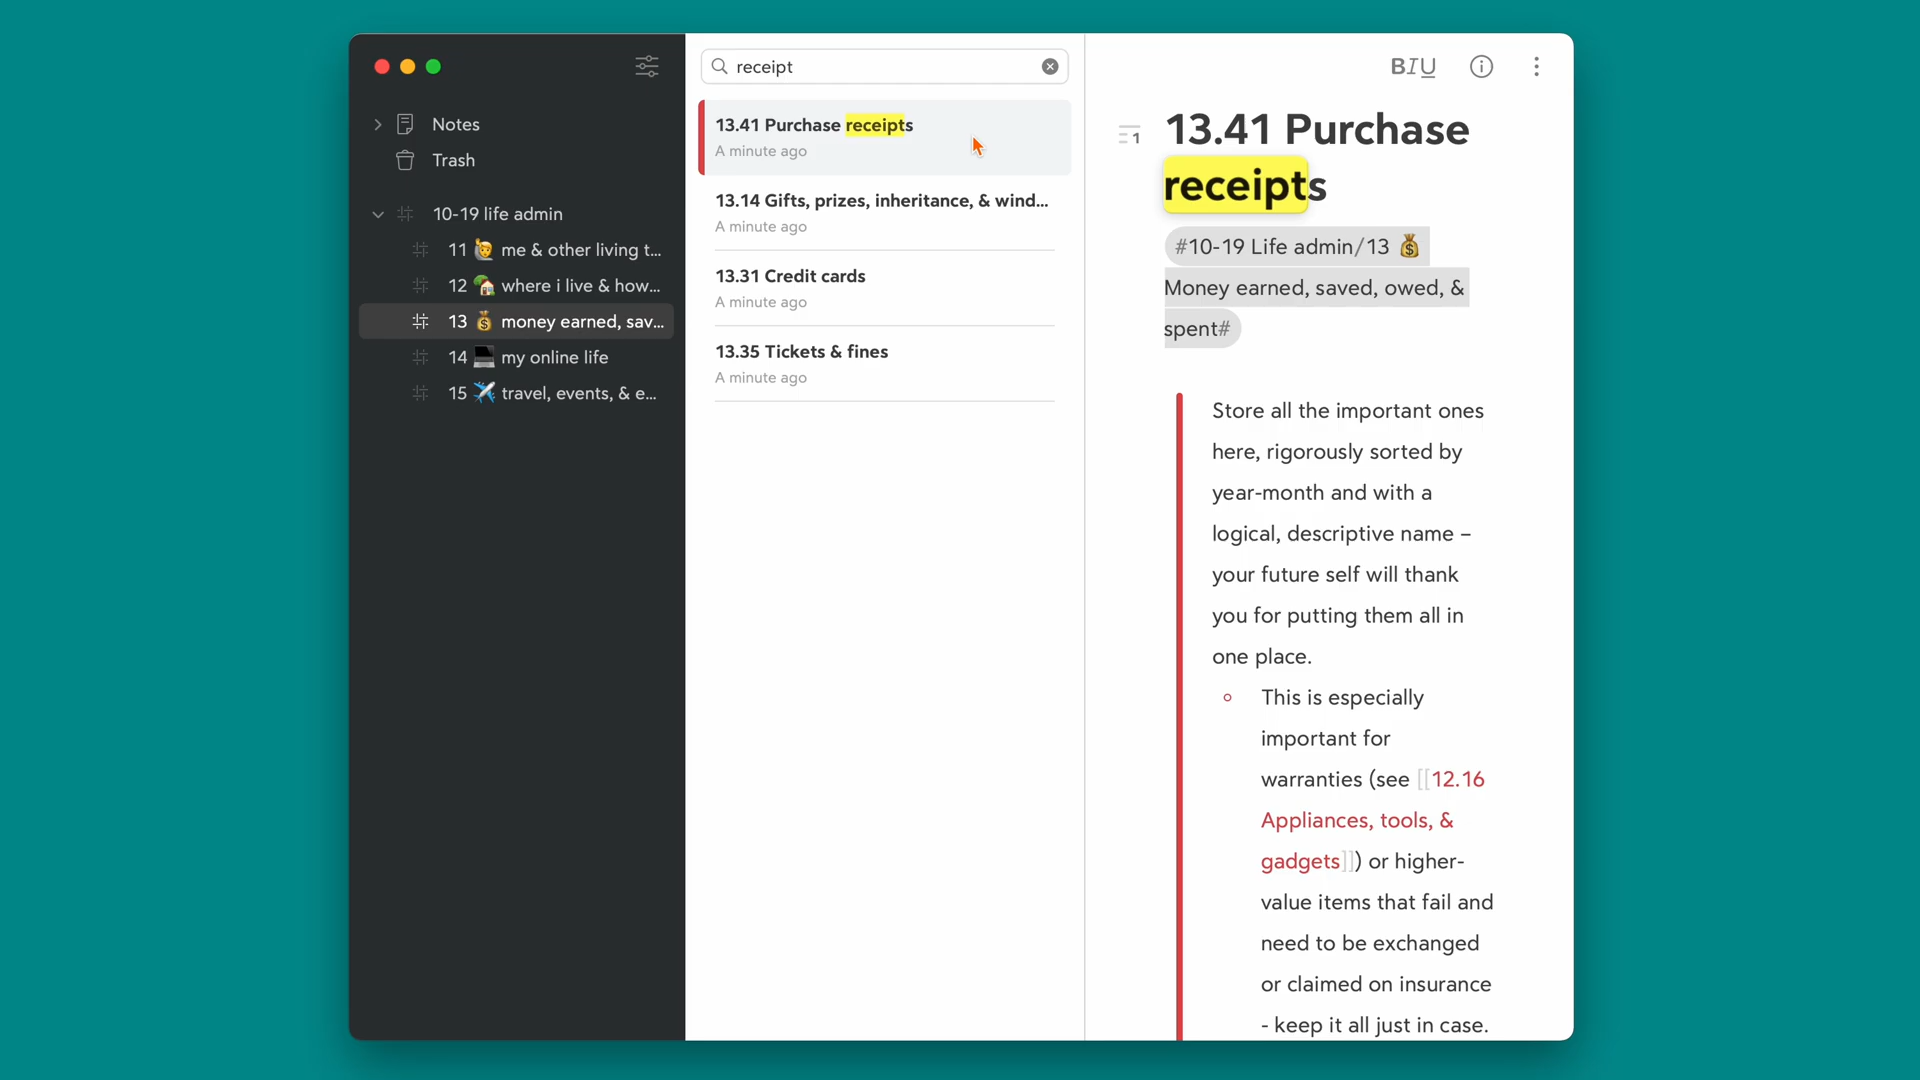 Notes
Trash
10-19 life admin
11 🙋 me & other living t...
12 🏡 where i live & how...
13 💰 money earned, sav...
14 💻 my online life
15 ✈️ travel, events, & e...
receipt
13.41 Purchase receipts
A minute ago
13.14 Gifts, prizes, inheritance, & wind...
A minute ago
13.31 Credit cards
A minute ago
13.35 Tickets & fines
A minute ago
BIU
1
13.41 Purchase
receipts
#10-19 Life admin/13 💰
Money earned, saved, owed, &
spent#
Store all the important ones
here, rigorously sorted by
year-month and with a
logical, descriptive name –
your future self will thank
you for putting them all in
one place.
This is especially
important for
warranties (see [[12.16
Appliances, tools, &
gadgets]]) or higher-
value items that fail and
need to be exchanged
or claimed on insurance
- keep it all just in case.